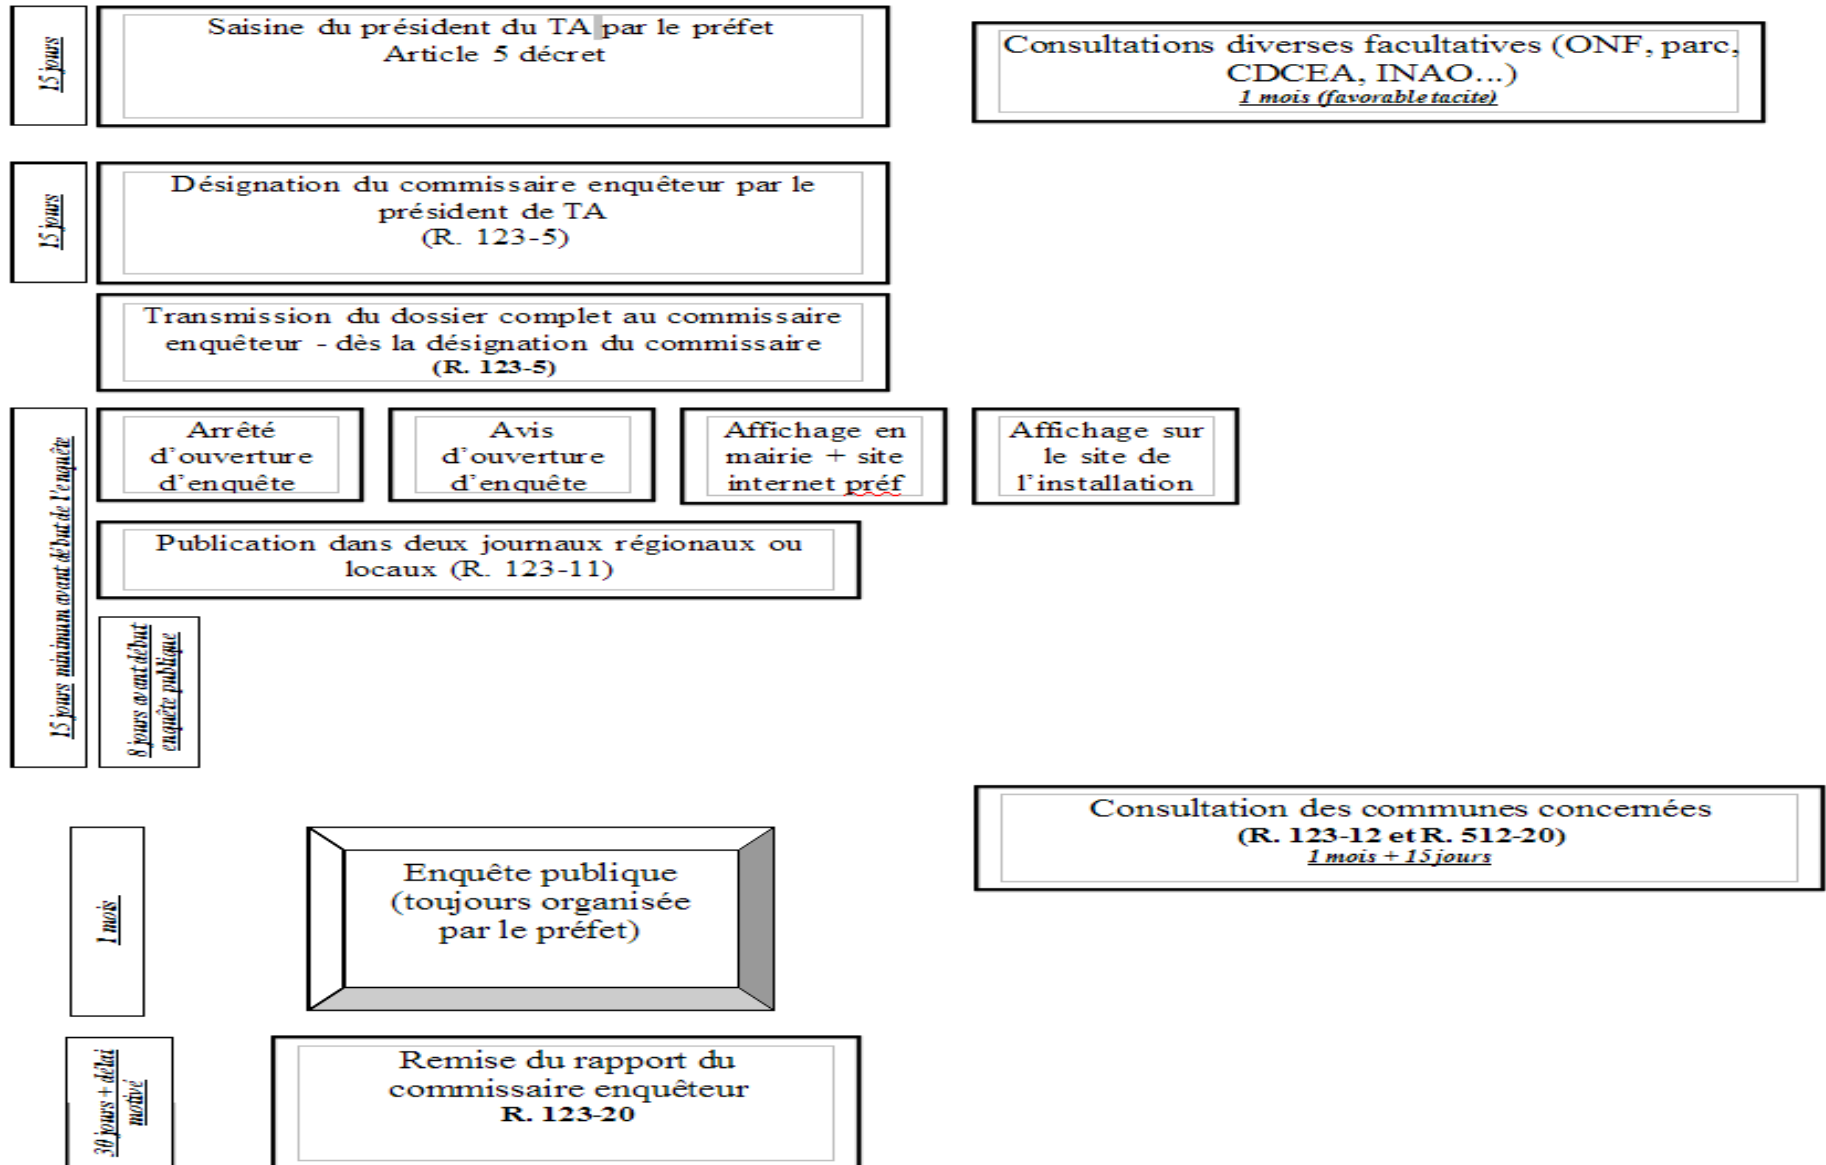 15 jours
Saisine du président du TA par le préfet
Article 5 décret
Consultations diverses facultatives (ONF, parc,
CDCEA, INAO...)
1 mois (favorable tacite)
15 jours
Désignation du commissaire enquêteur par le
président de TA
(R. 123-5)
Transmission du dossier complet au commissaire
enquêteur - dès la désignation du commissaire
(R. 123-5)
15 jours minimum avant début de l'enquête
Arrêté
d'ouverture
d'enquête
Avis
d'ouverture
d'enquête
Affichage en
mairie + site
internet préf
Affichage sur
le site de
l'installation
Publication dans deux journaux régionaux ou
locaux (R. 123-11)
8 jours avant début
enquête publique
Consultation des communes concernées
(R. 123-12 et R. 512-20)
1 mois + 15 jours
1 mois
Enquête publique
(toujours organisée
par le préfet)
30 jours + délai
motivé
Remise du rapport du
commissaire enquêteur
R. 123-20